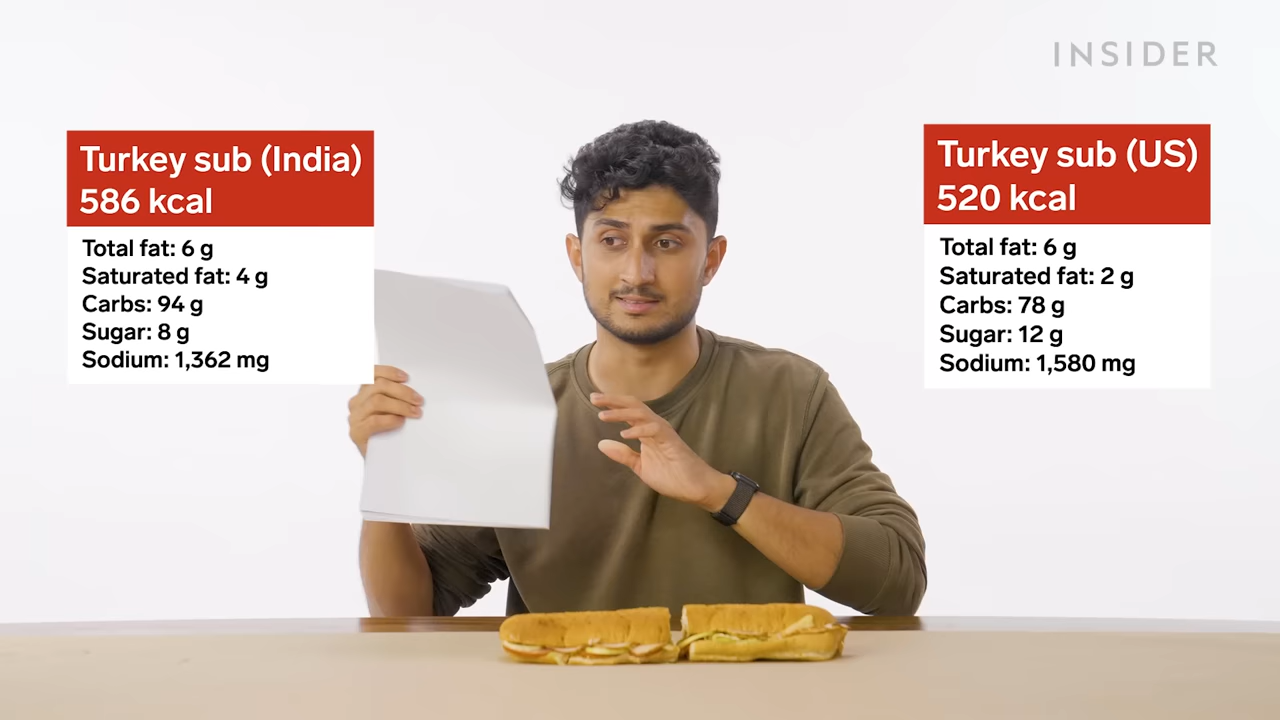 INSIDER
Turkey sub (India)
586 kcal
Total fat: 6 g
Saturated fat: 4 g
Carbs: 94 g
Sugar: 8 g
Sodium: 1,362 mg
Turkey sub (US)
520 kcal
Total fat: 6 g
Saturated fat: 2 g
Carbs: 78 g
Sugar: 12 g
Sodium: 1,580 mg